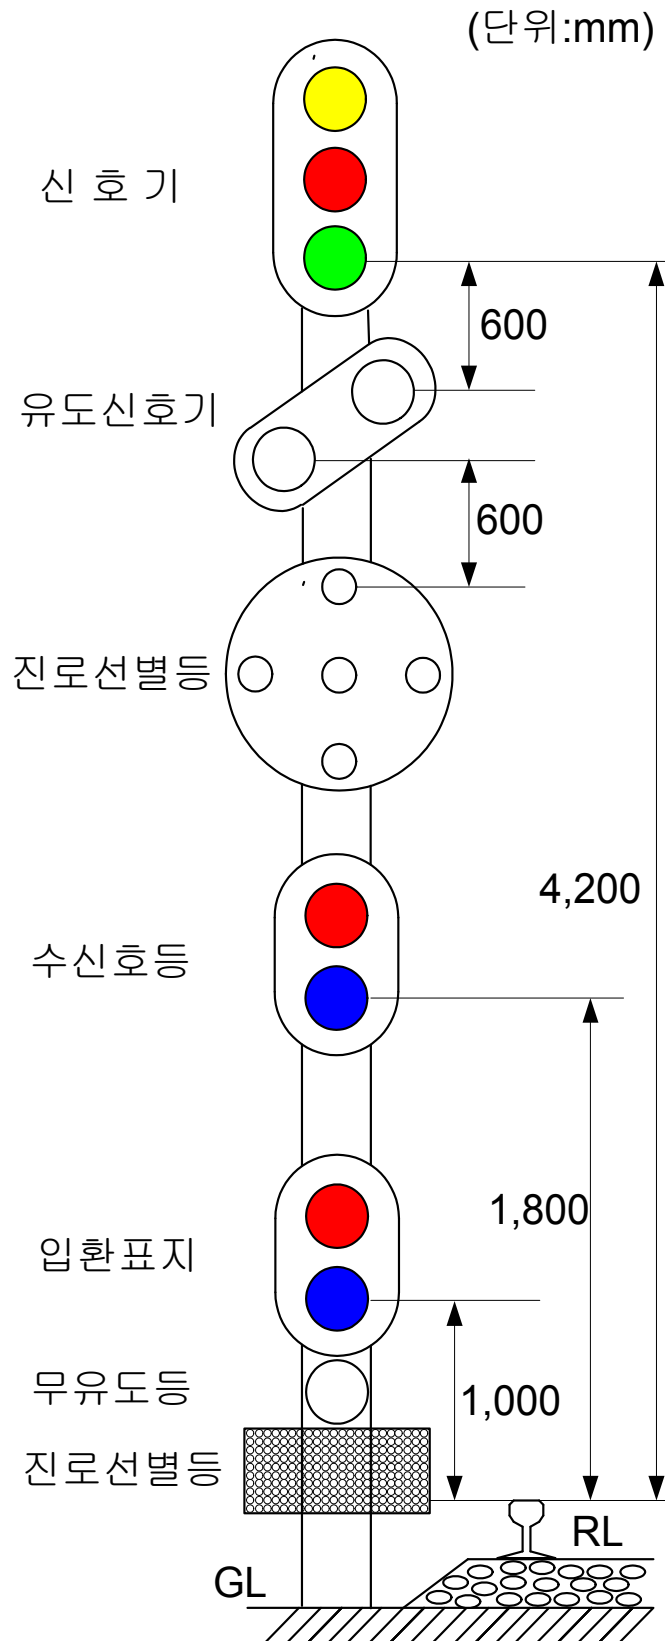 (단위:mm)
신 호 기
600
유도신호기
600
진로선별등
4,200
수신호등
1,800
입환표지
무유도등
1,000
진로선별등
RL
GL